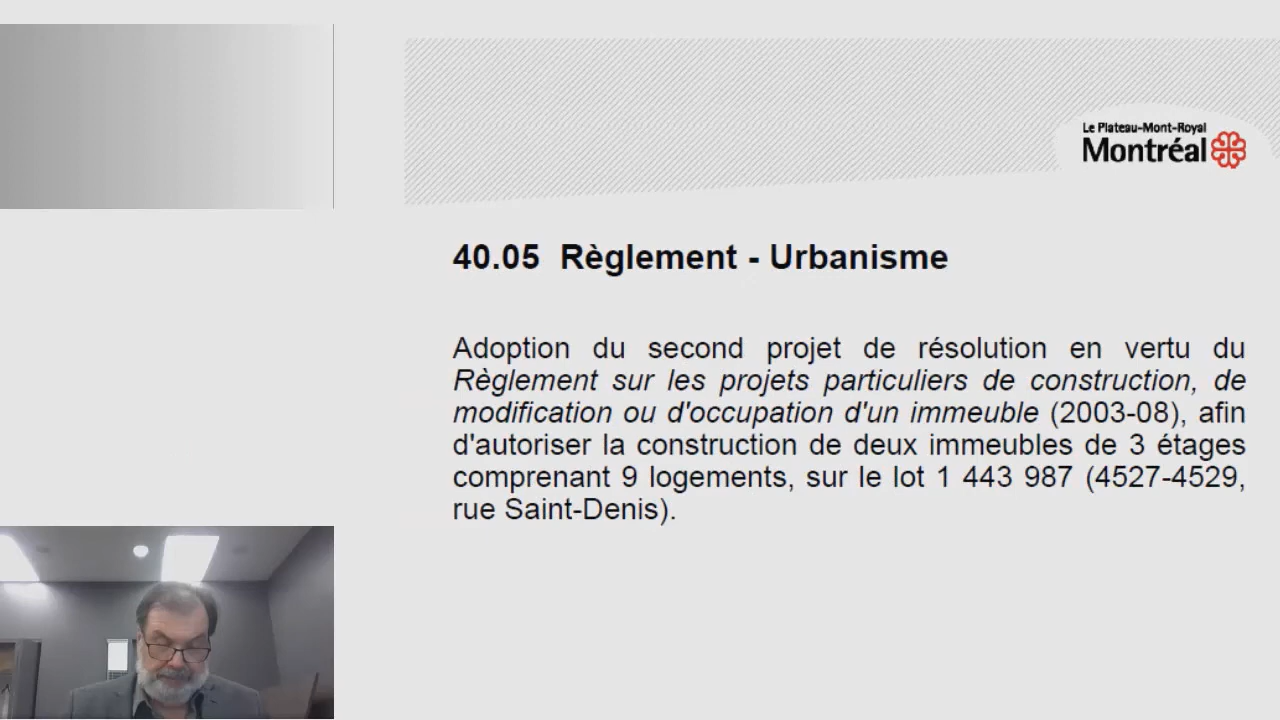 Le Plateau-Mont-Royal
Montréal
40.05 Règlement - Urbanisme
Adoption du second projet de résolution en vertu du
Règlement sur les projets particuliers de construction, de
modification ou d'occupation d'un immeuble (2003-08), afin
d'autoriser la construction de deux immeubles de 3 étages
comprenant 9 logements, sur le lot 1 443 987 (4527-4529,
rue Saint-Denis).